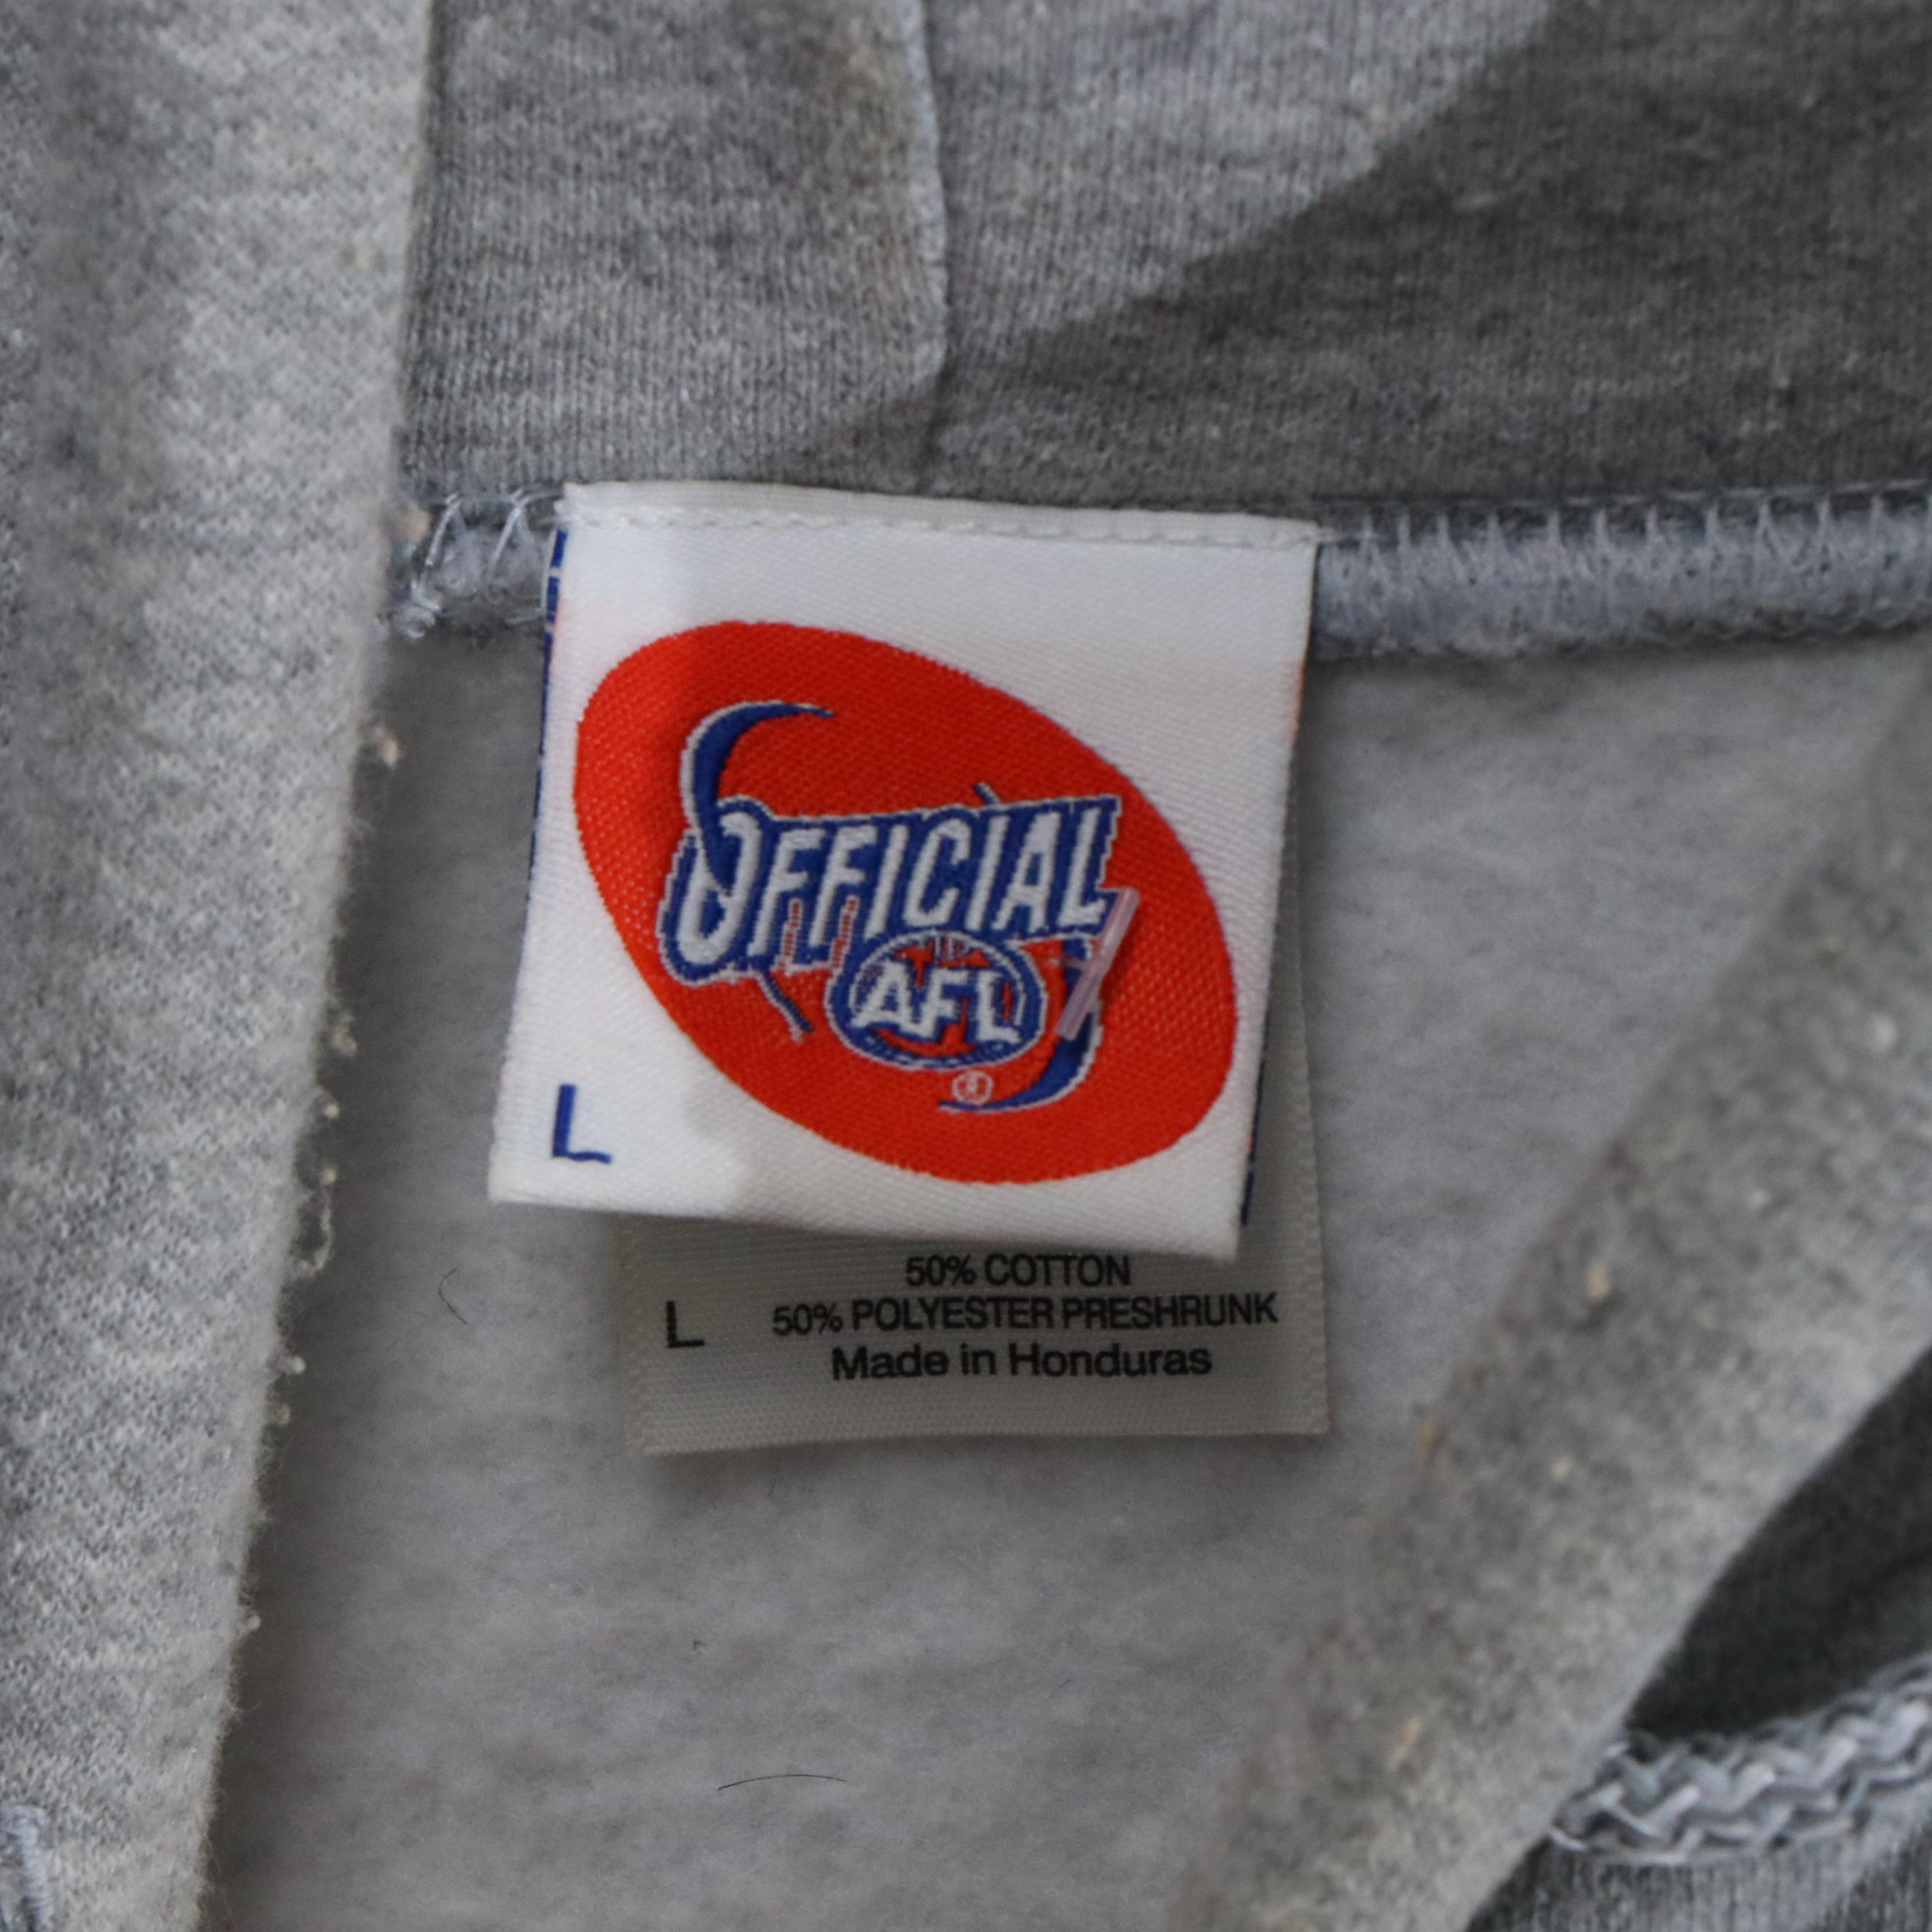 OFFICIAL
AFL
®
L
50% COTTON
L 50% POLYESTER PRESHRUNK
Made in Honduras